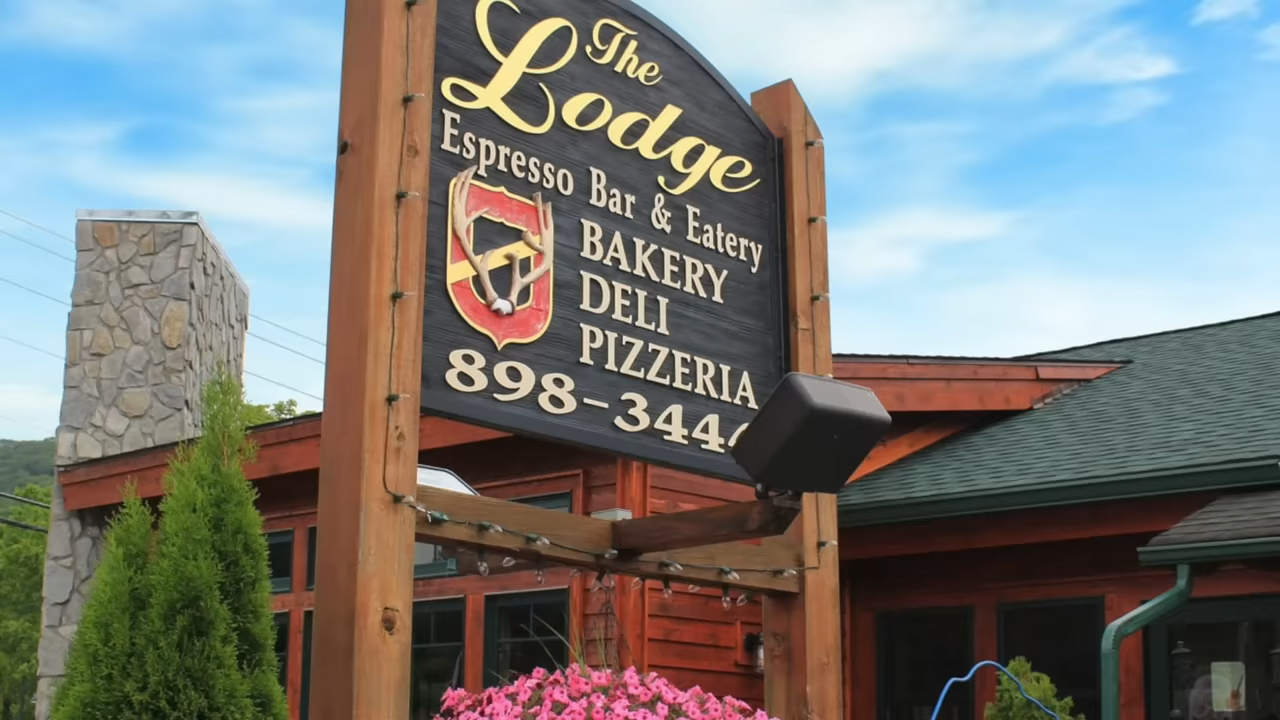 The
Lodge
Espresso Bar & Eatery
BAKERY
DELI
PIZZERIA
898-344